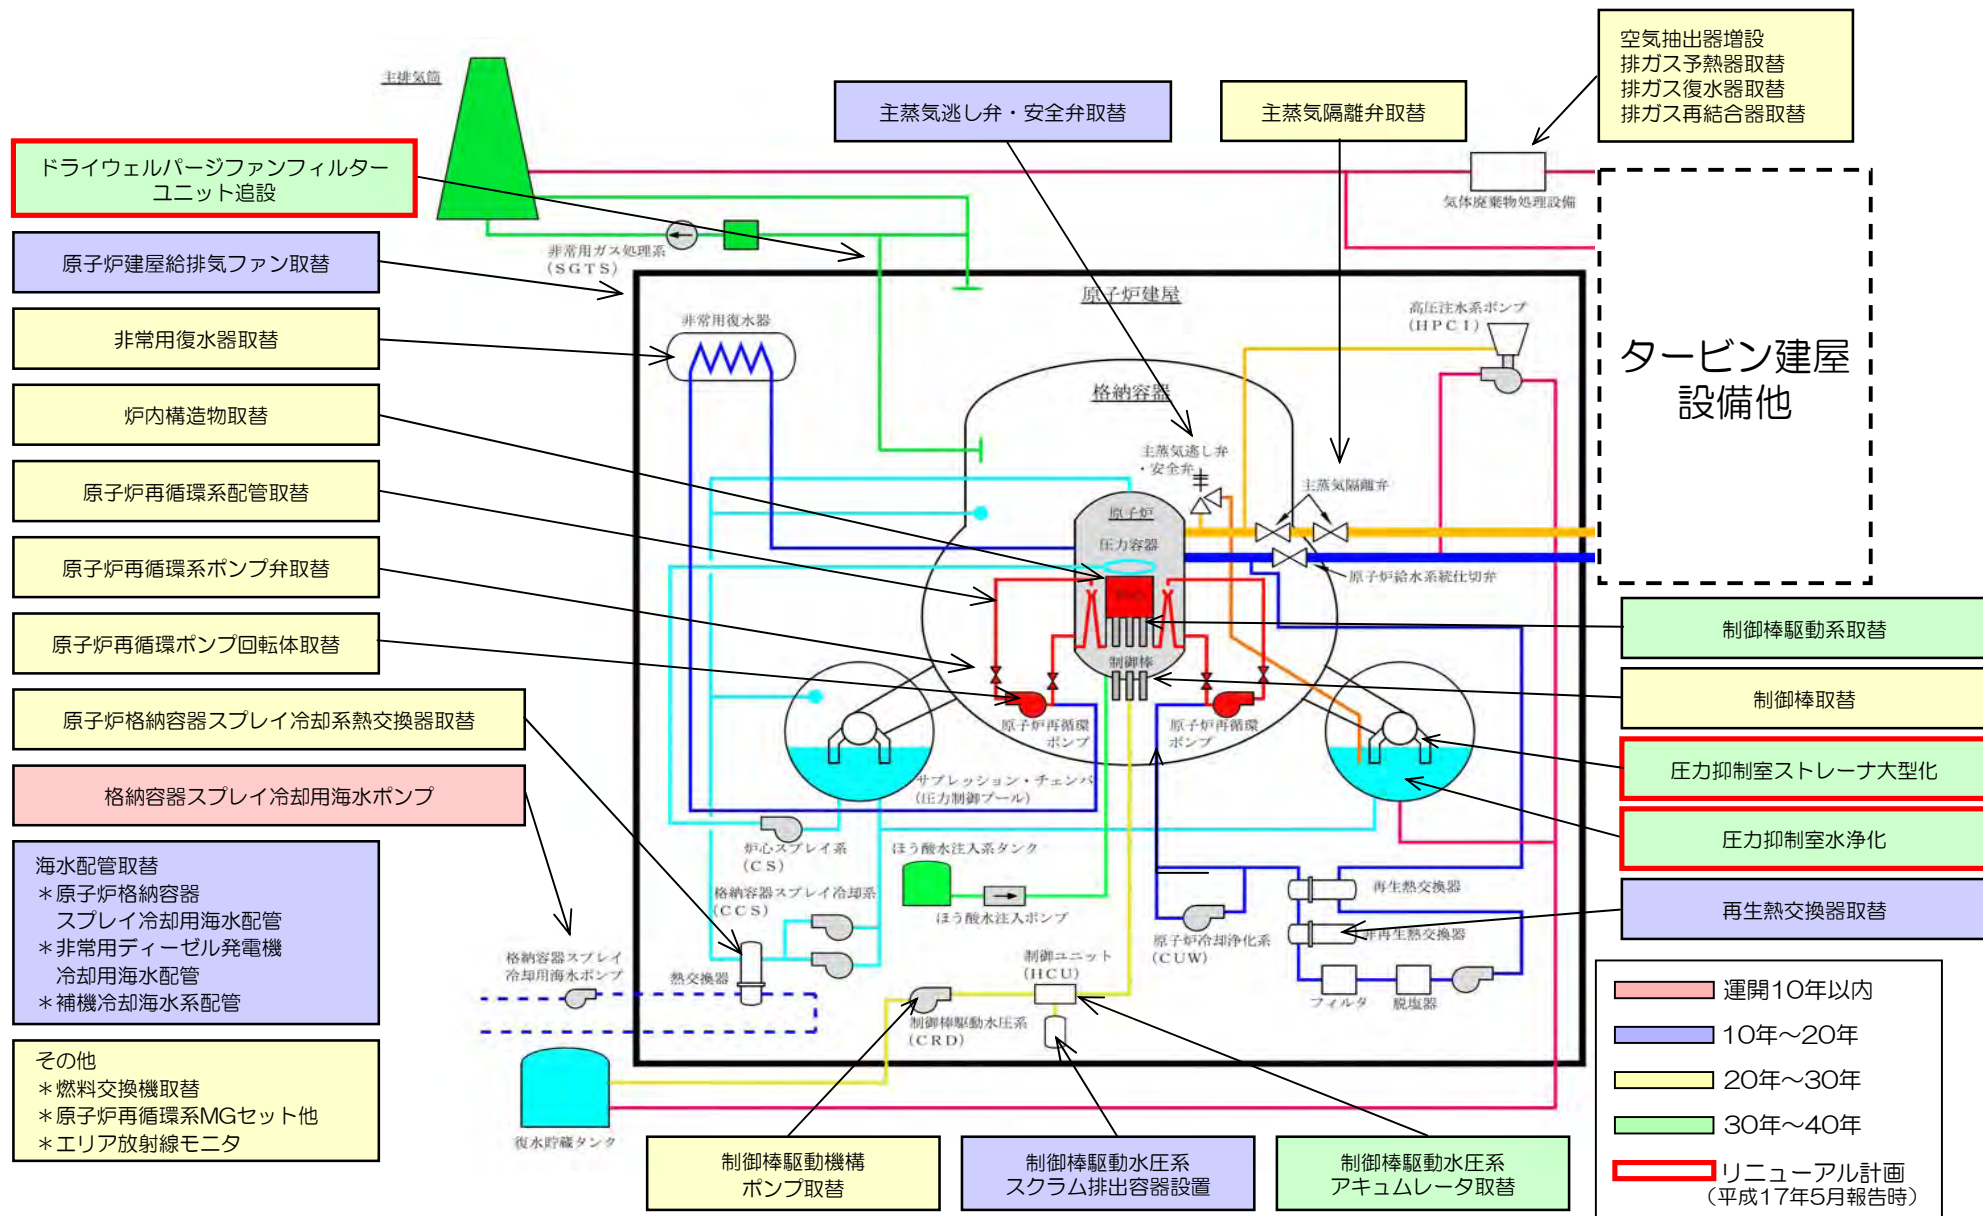 空気抽出器増設
排ガス予熱器取替
排ガス復水器取替
排ガス再結合器取替
主排気筒
主蒸気逃し弁・安全弁取替
主蒸気隔離弁取替
ドライウェルパージファンフィルター
ユニット追設
気体廃棄物処理設備
非常用ガス処理系
(SGTS)
原子炉建屋給排気ファン取替
原子炉建屋
高圧注水系ポンプ
(HPCI)
非常用復水器
非常用復水器取替
タービン建屋
設備他
格納容器
炉内構造物取替
主蒸気逃し弁
・安全弁
主蒸気隔離弁
原子炉再循環系配管取替
原子炉
圧力容器
原子炉給水系統仕切弁
原子炉再循環系ポンプ弁取替
制御棒駆動系取替
原子炉再循環ポンプ回転体取替
制御棒
制御棒取替
原子炉格納容器スプレイ冷却系熱交換器取替
原子炉再循環
ポンプ
原子炉再循環
ポンプ
圧力抑制室ストレーナ大型化
サプレッション・チェンバ
(圧力制御プール)
格納容器スプレイ冷却用海水ポンプ
圧力抑制室水浄化
炉心スプレイ系
(CS)
ほう酸水注入系タンク
海水配管取替
＊原子炉格納容器
スプレイ冷却用海水配管
＊非常用ディーゼル発電機
冷却用海水配管
＊補機冷却海水系配管
格納容器スプレイ冷却系
(CCS)
ほう酸水注入ポンプ
再生熱交換器
再生熱交換器取替
非再生熱交換器
原子炉冷却浄化系
(CUW)
格納容器スプレイ
冷却用海水ポンプ
熱交換器
制御ユニット
(HCU)
フィルタ
脱塩器
制御棒駆動水圧系
(CRD)
運開10年以内
10年～20年
20年～30年
30年～40年
リニューアル計画
(平成17年5月報告時)
その他
＊燃料交換機取替
＊原子炉再循環系MGセット他
＊エリア放射線モニタ
復水貯蔵タンク
制御棒駆動機構
ポンプ取替
制御棒駆動水圧系
スクラム排出容器設置
制御棒駆動水圧系
アキュムレータ取替